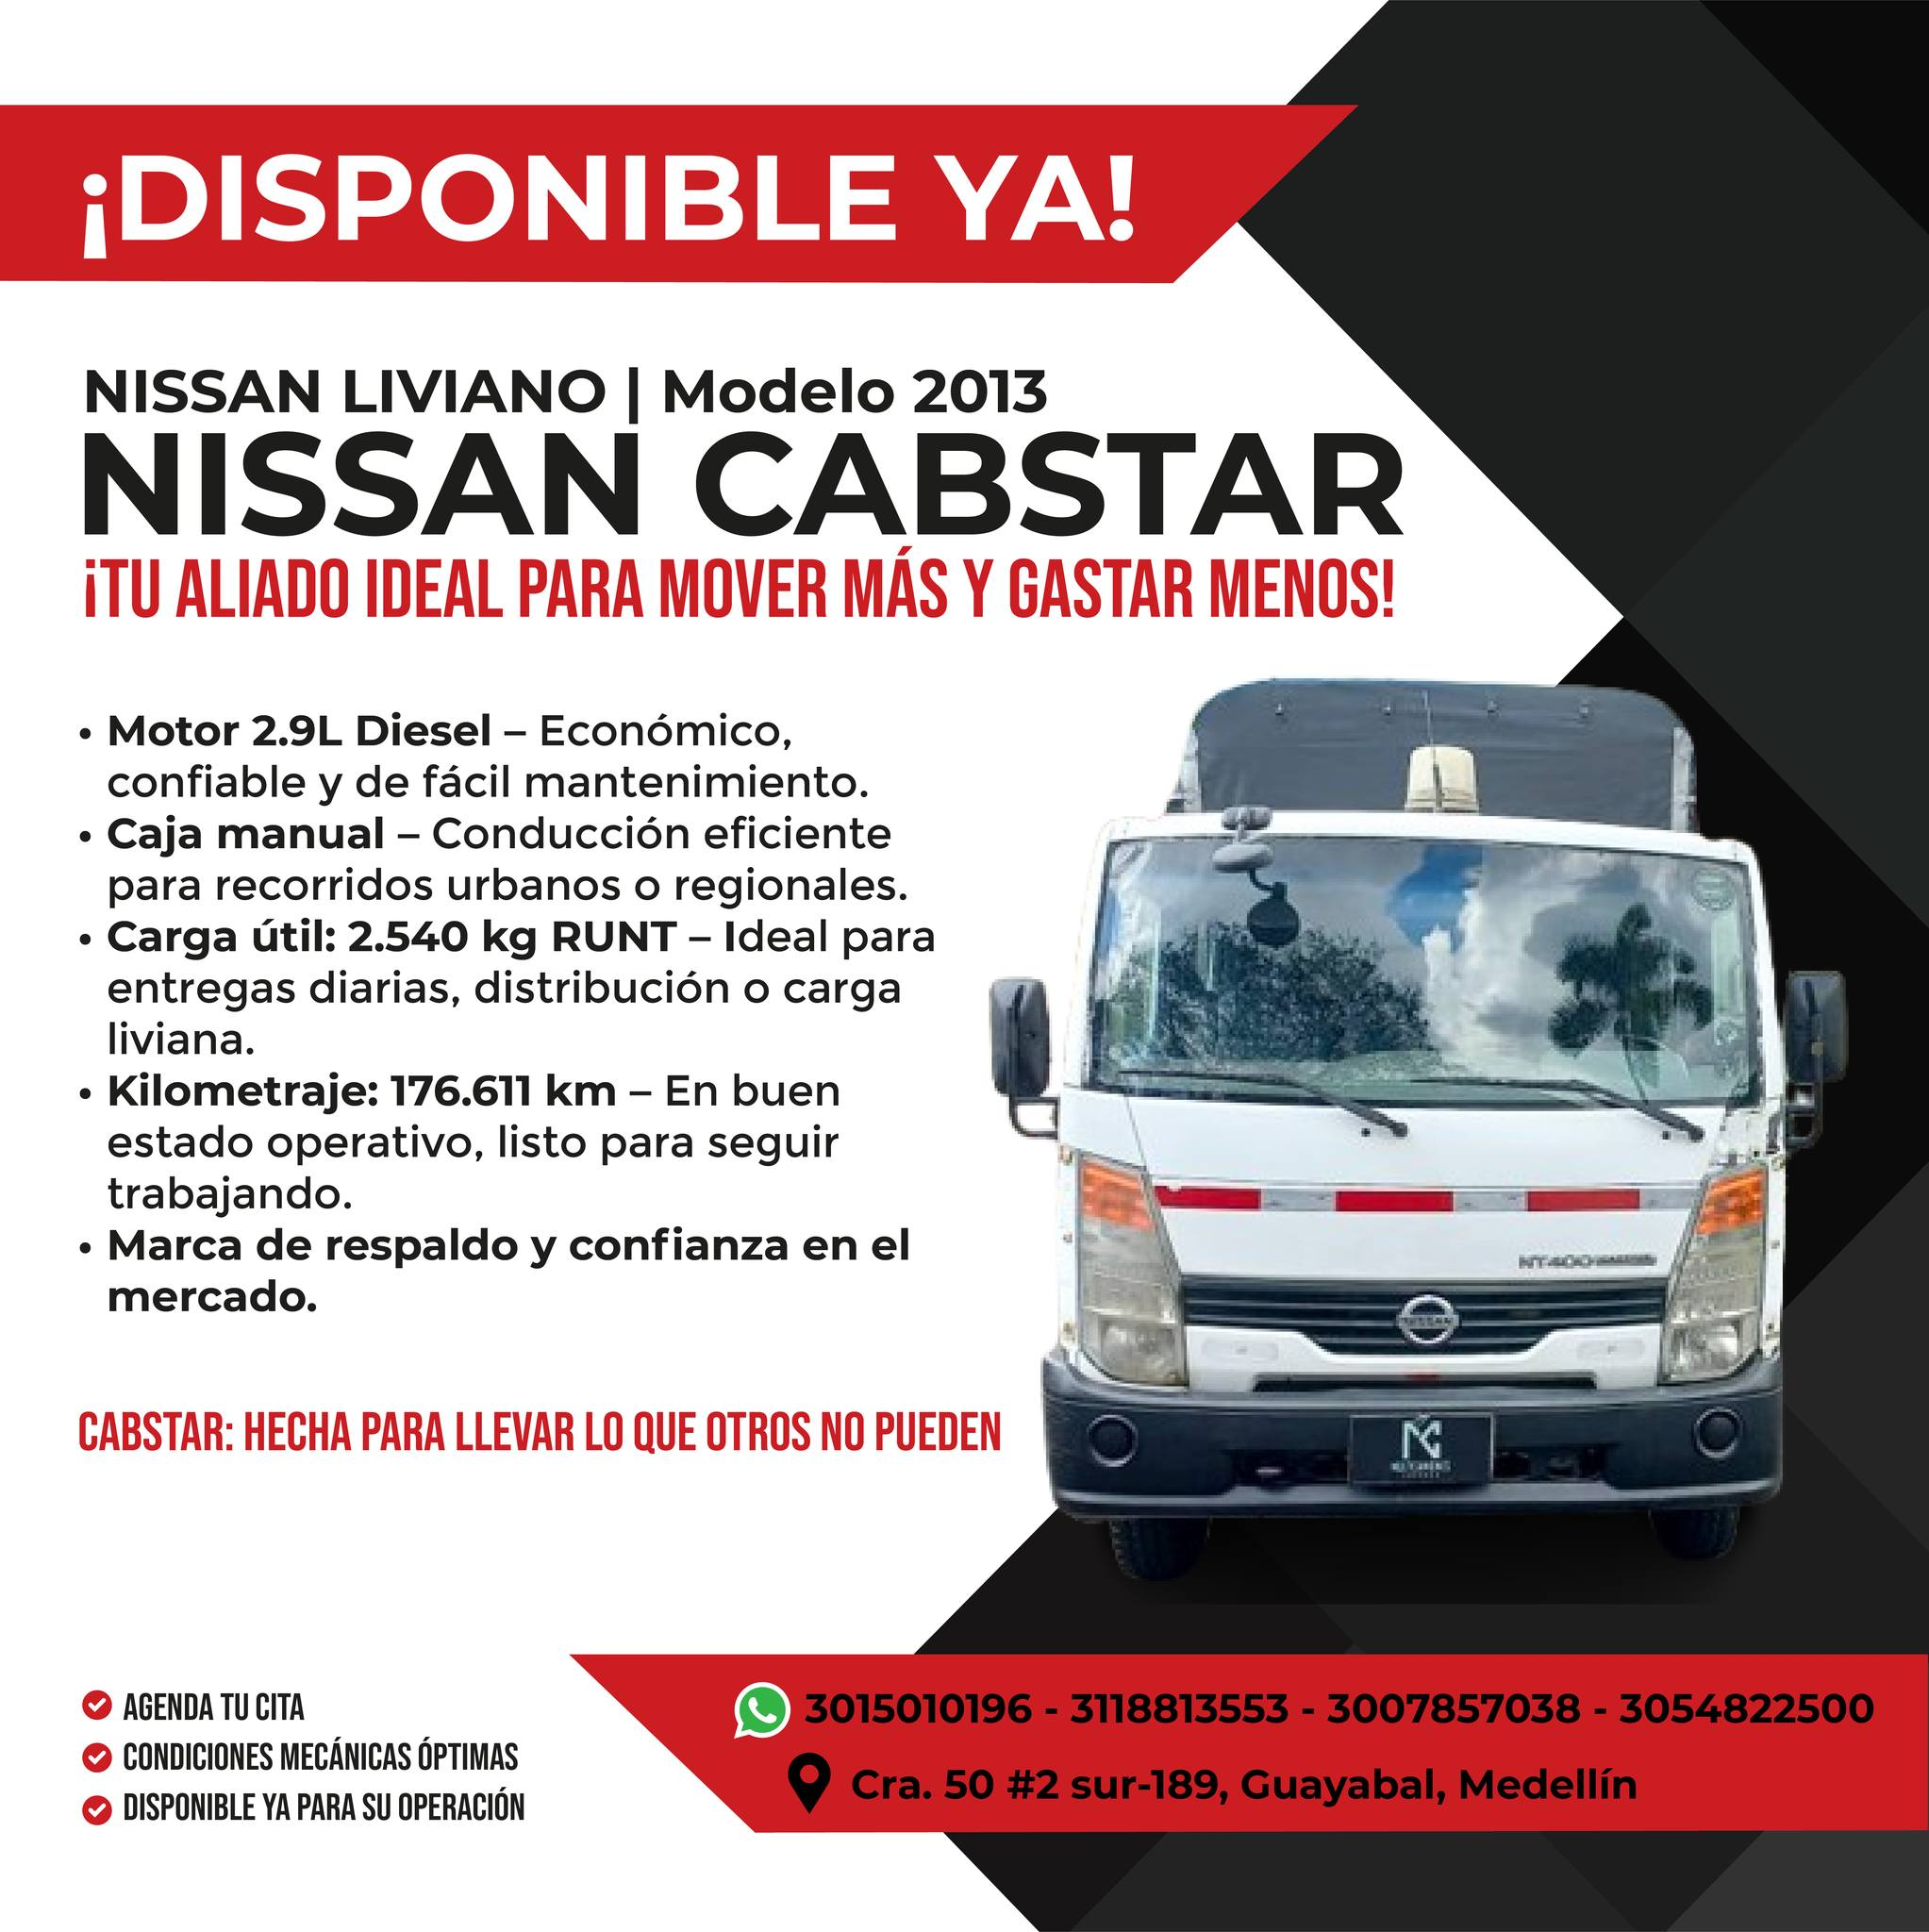 ¡DISPONIBLE YA!
NISSAN LIVIANO | Modelo 2013
NISSAN CABSTAR
¡TU ALIADO IDEAL PARA MOVER MÁS Y GASTAR MENOS!
• Motor 2.9L Diesel – Económico,
confiable y de fácil mantenimiento.
• Caja manual – Conducción eficiente
para recorridos urbanos o regionales.
• Carga útil: 2.540 kg RUNT – Ideal para
entregas diarias, distribución o carga
liviana.
• Kilometraje: 176.611 km – En buen
estado operativo, listo para seguir
trabajando.
• Marca de respaldo y confianza en el
mercado.
NT400
NISSAN
CABSTAR: HECHA PARA LLEVAR LO QUE OTROS NO PUEDEN
AGENDA TU CITA
CONDICIONES MECÁNICAS ÓPTIMAS
DISPONIBLE YA PARA SU OPERACIÓN
3015010196 - 3118813553 - 3007857038 - 3054822500
Cra. 50 #2 sur-189, Guayabal, Medellín